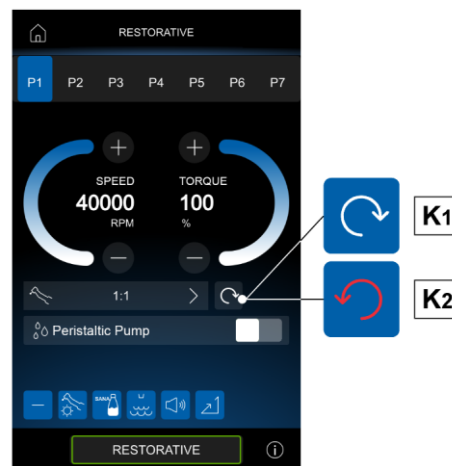 RESTORATIVE
P1 P2 P3 P4 P5 P6 P7
SPEED TORQUE
40000 100
RPM %
1:1
Peristaltic Pump
SANA
RESTORATIVE
K1
K2